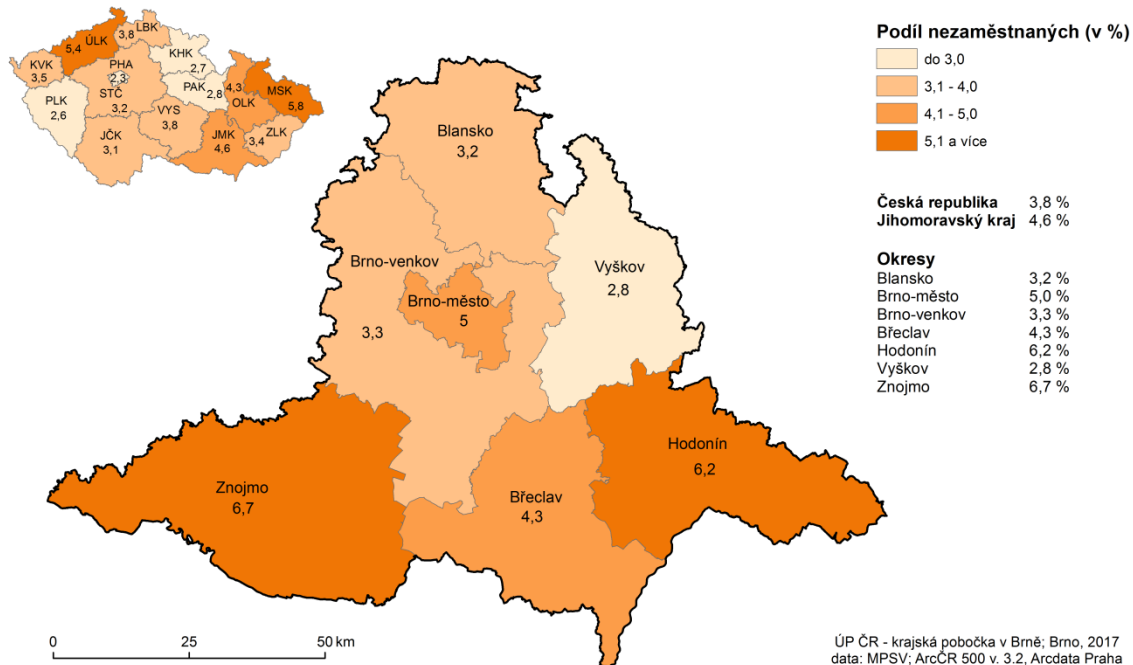 ÚLK
5,4
LBK
3,8
KVK
3,5
KHK
2,7
PHA
2,3
STČ
3,2
PAK
2,8
PLK
2,6
4,3
OLK
MSK
5,8
VYS
3,8
JČK
3,1
JMK
4,6
ZLK
3,4
Blansko
3,2
Brno-venkov
3,3
Brno-město
5
Vyškov
2,8
Hodonín
6,2
Znojmo
6,7
Břeclav
4,3
Podíl nezaměstnaných (v %)
do 3,0
3,1 - 4,0
4,1 - 5,0
5,1 a více
Česká republika 3,8 %
Jihomoravský kraj 4,6 %
Okresy
Blansko 3,2 %
Brno-město 5,0 %
Brno-venkov 3,3 %
Břeclav 4,3 %
Hodonín 6,2 %
Vyškov 2,8 %
Znojmo 6,7 %
0 25 50 km
ÚP ČR - krajská pobočka v Brně; Brno, 2017
data: MPSV; ArcČR 500 v. 3.2, Arcdata Praha